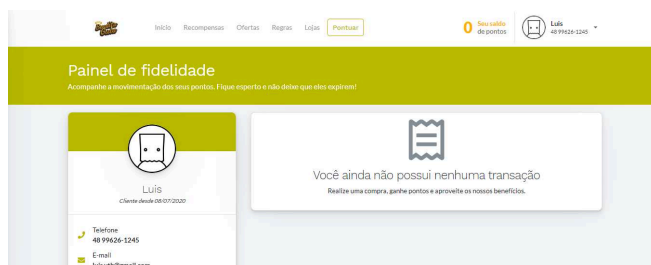 Início Recompensas Ofertas Regras Lojas Pontuar
0 Seu saldo de pontos
Luis
48 99626-1245
Painel de fidelidade
Acompanhe a movimentação dos seus pontos. Fique esperto e não deixe que eles expirem!
Luis
Cliente desde 08/07/2020
Telefone
48 99626-1245
E-mail
Você ainda não possui nenhuma transação
Realize uma compra, ganhe pontos e aproveite os nossos benefícios.